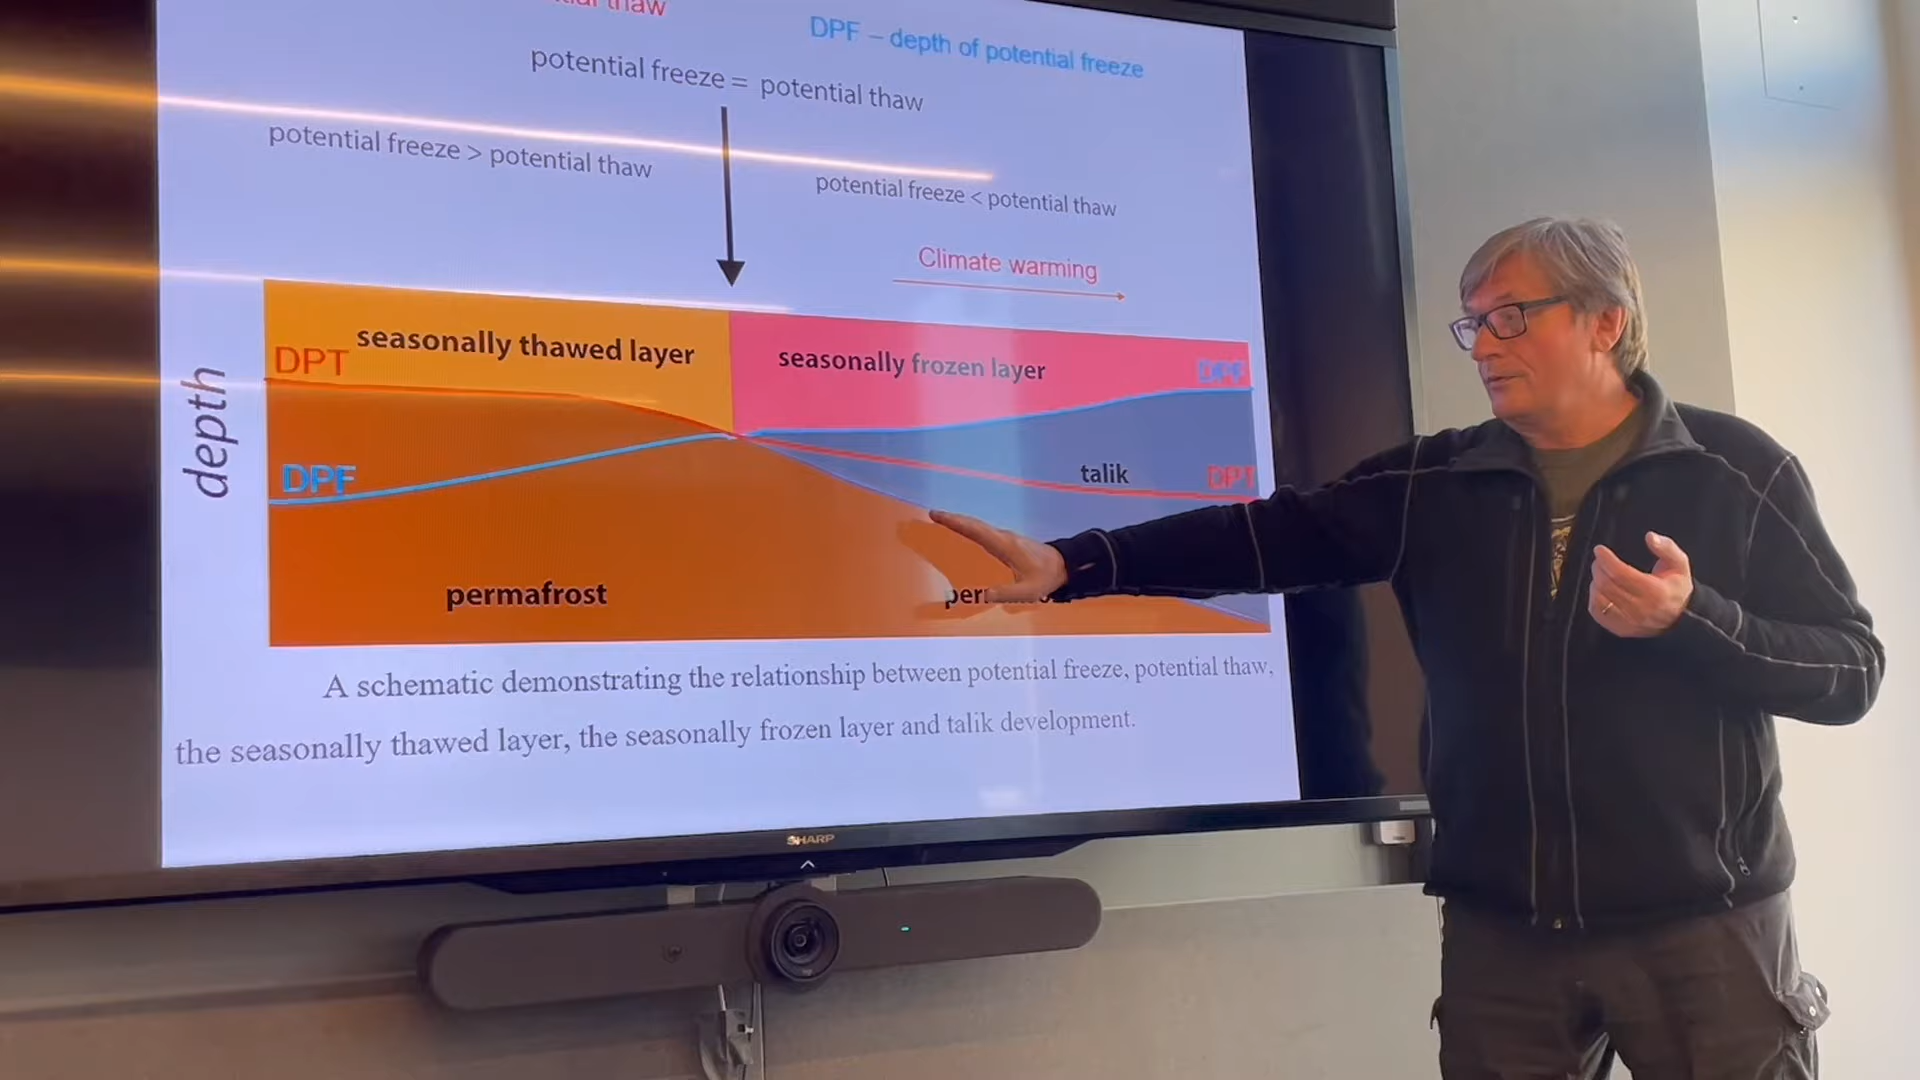 thaw
DPF – depth of potential freeze
potential freeze = potential thaw
potential freeze > potential thaw
potential freeze < potential thaw
Climate warming
seasonally thawed layer
seasonally frozen layer
DPT
DPF
depth
DPF
talik
DPT
permafrost
A schematic demonstrating the relationship between potential freeze, potential thaw,
the seasonally thawed layer, the seasonally frozen layer and talik development.
SHARP